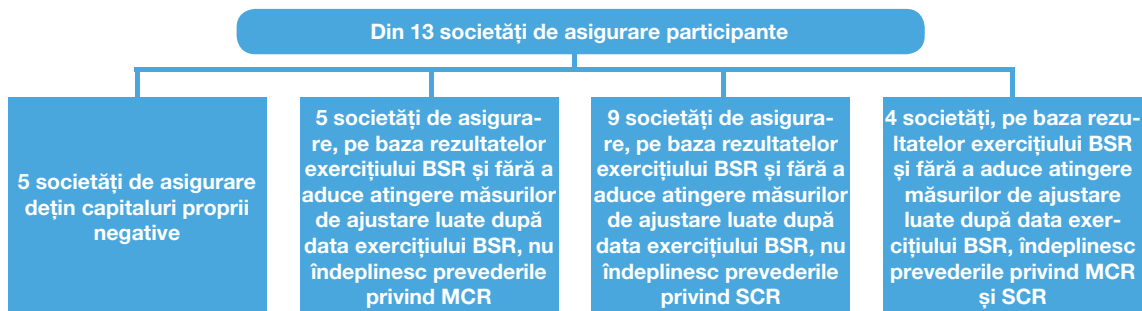 Din 13 societăți de asigurare participante
5 societăți de asigurare
dețin capitaluri proprii
negative
5 societăți de asigura-
re, pe baza rezultatelor
exercițiului BSR și fără a
aduce atingere măsurilor
de ajustare luate după
data exercițiului BSR, nu
îndeplinesc prevederile
privind MCR
9 societăți de asigura-
re, pe baza rezultatelor
exercițiului BSR și fără a
aduce atingere măsurilor
de ajustare luate după
data exercițiului BSR, nu
îndeplinesc prevederile
privind SCR
4 societăți, pe baza rezu-
ltatelor exercițiului BSR
și fără a aduce atingere
măsurilor de ajustare
luate după data exer-
cițiului BSR, îndeplinesc
prevederile privind MCR
și SCR